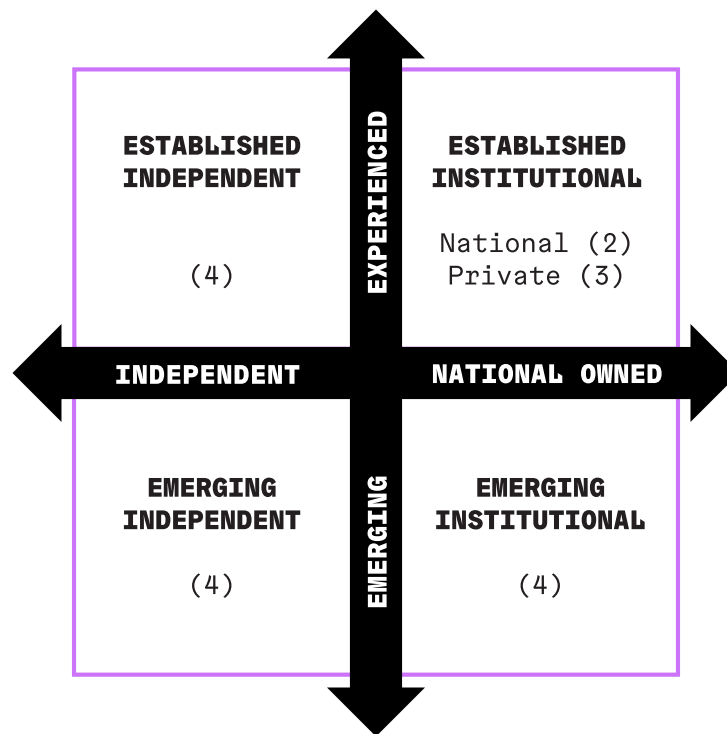 EXPERIENCED
ESTABLISHED
INDEPENDENT
(4)
ESTABLISHED
INSTITUTIONAL
National (2)
Private (3)
INDEPENDENT
NATIONAL OWNED
EMERGING
INDEPENDENT
(4)
EMERGING
EMERGING
INSTITUTIONAL
(4)